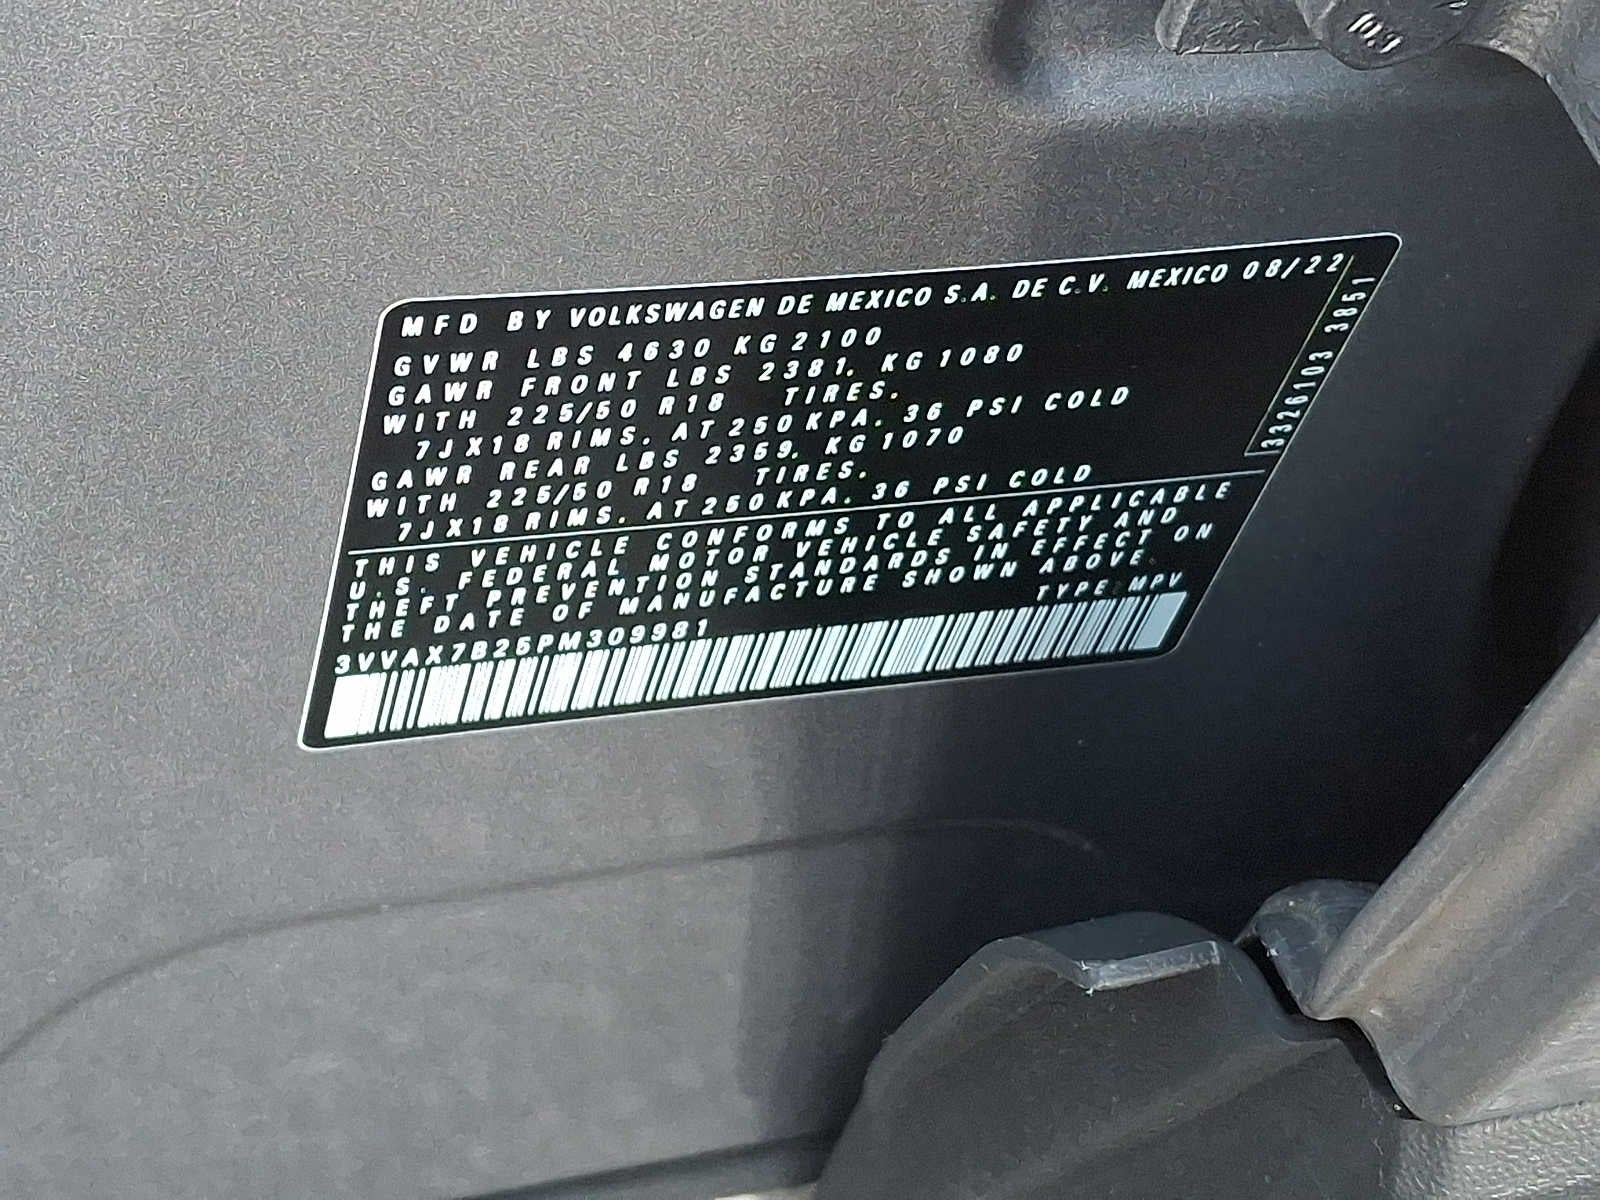 MFD BY VOLKSWAGEN DE MEXICO S.A. DE C.V. MEXICO 08/22
GVWR LBS 4630 KG 2100
GAWR FRONT LBS 2381. KG 1080
WITH 225/50 R18 TIRES.
7JX18 RIMS. AT 250 KPA. 36 PSI COLD
GAWR REAR LBS 2359. KG 1070
WITH 225/50 R18 TIRES.
7JX18 RIMS. AT 250 KPA. 36 PSI COLD
3326103 3851
THIS VEHICLE CONFORMS TO ALL APPLICABLE
U.S. FEDERAL MOTOR VEHICLE SAFETY AND
THEFT PREVENTION STANDARDS IN EFFECT ON
THE DATE OF MANUFACTURE SHOWN ABOVE.
3VVAX7B25PM309981 TYPE: MPV
10.9